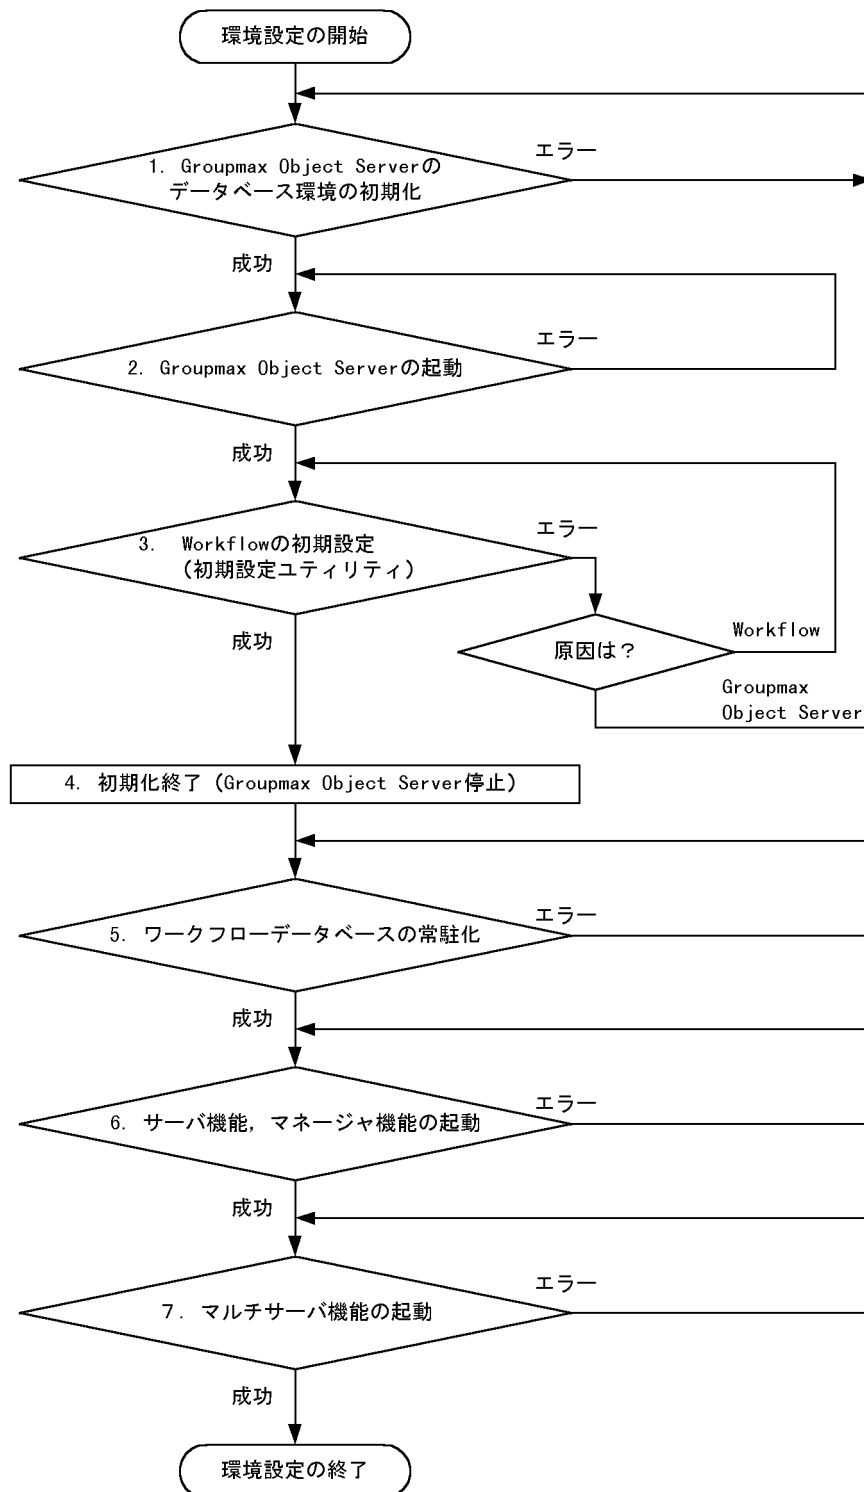 環境設定の開始
エラー
1. Groupmax Object Serverの
データベース環境の初期化
成功
エラー
2. Groupmax Object Serverの起動
成功
エラー
3. Workflowの初期設定
(初期設定ユティリティ)
成功
原因は？
Workflow
Groupmax
Object Server
4. 初期化終了 (Groupmax Object Server停止)
エラー
5. ワークフローデータベースの常駐化
成功
エラー
6. サーバ機能, マネージャ機能の起動
成功
エラー
7. マルチサーバ機能の起動
成功
環境設定の終了